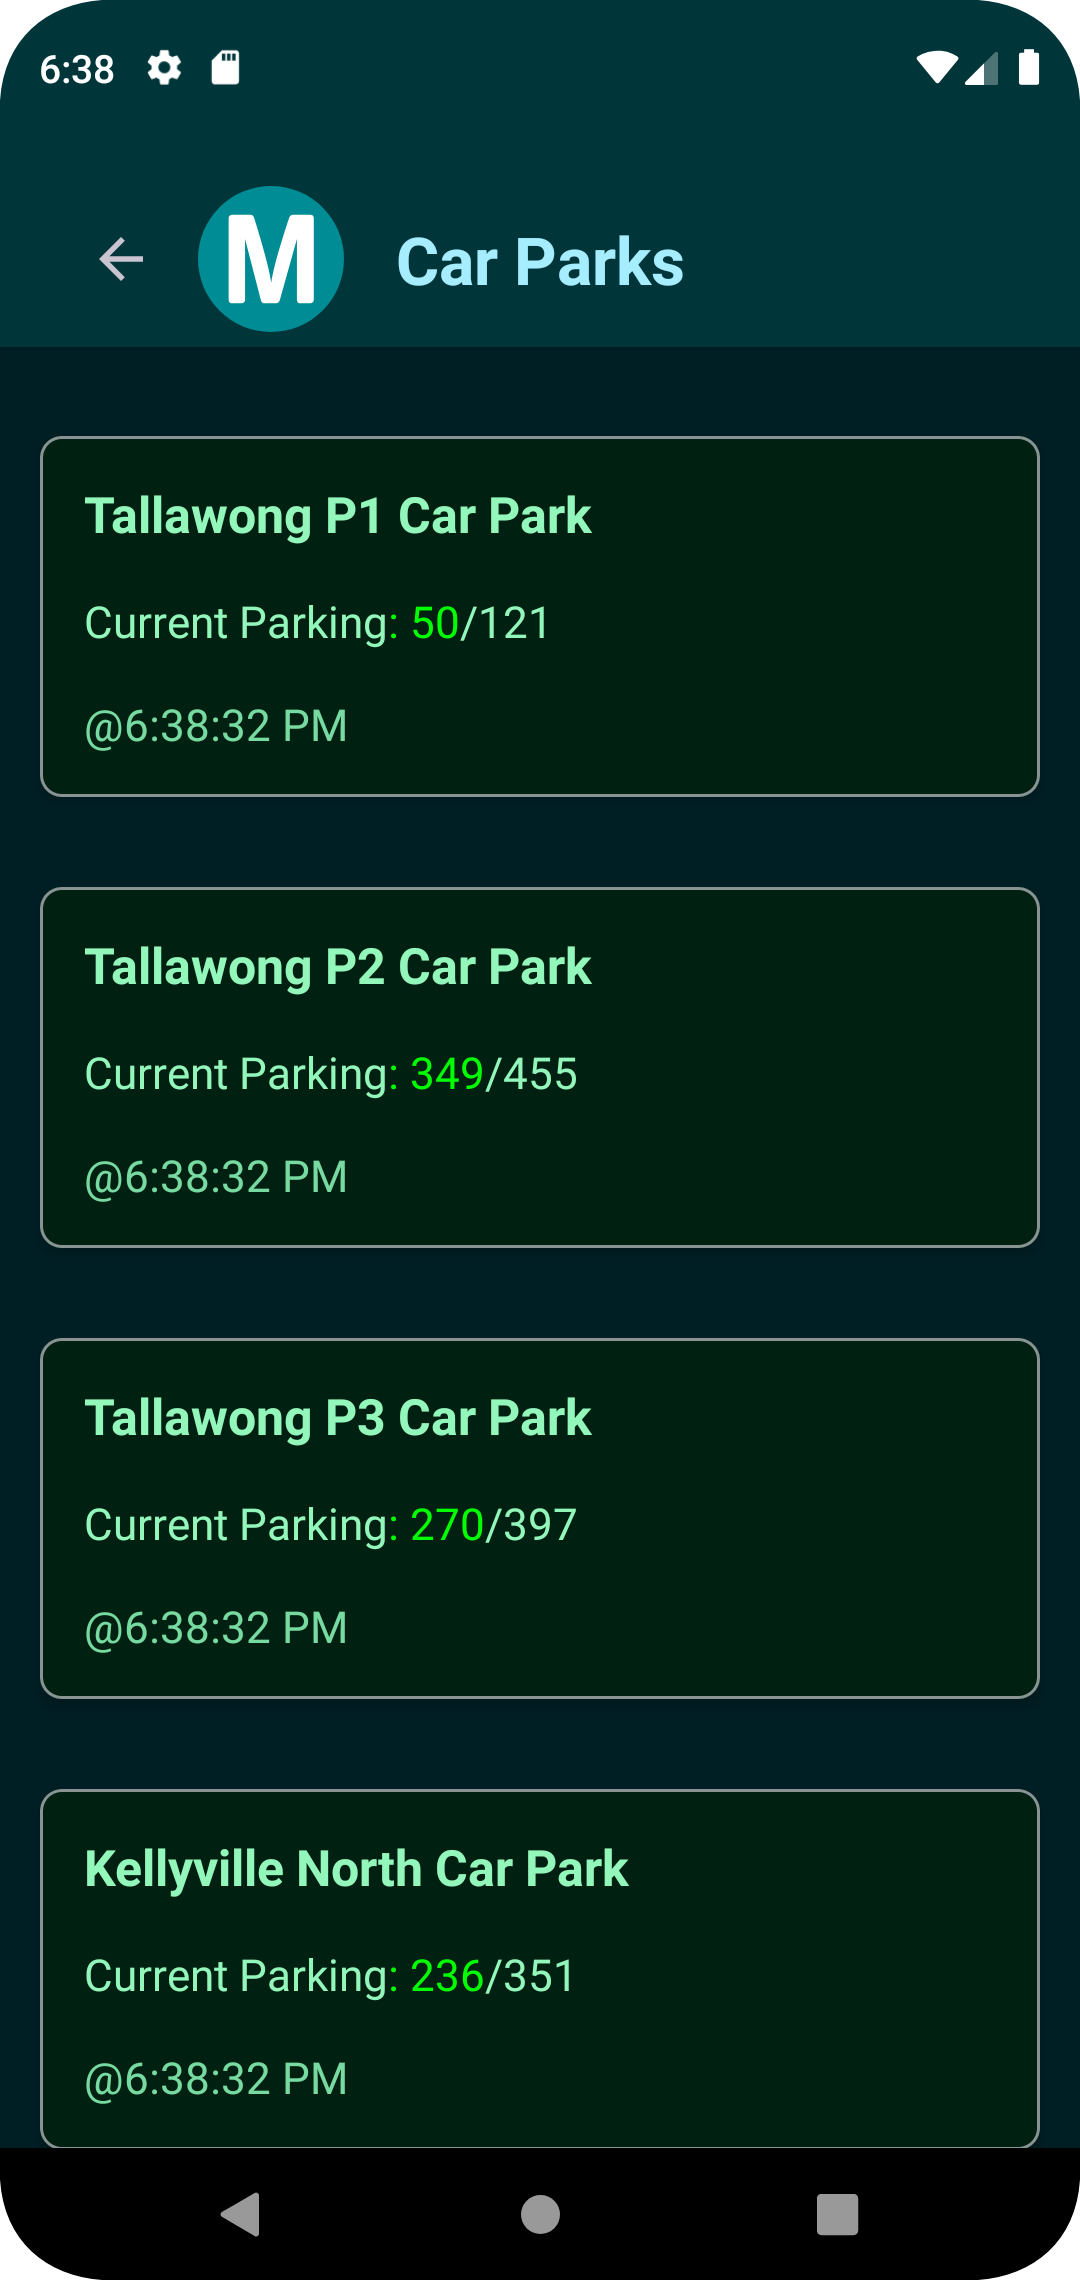 6:38
M
Car Parks
Tallawong P1 Car Park
Current Parking: 50/121
@6:38:32 PM
Tallawong P2 Car Park
Current Parking: 349/455
@6:38:32 PM
Tallawong P3 Car Park
Current Parking: 270/397
@6:38:32 PM
Kellyville North Car Park
Current Parking: 236/351
@6:38:32 PM